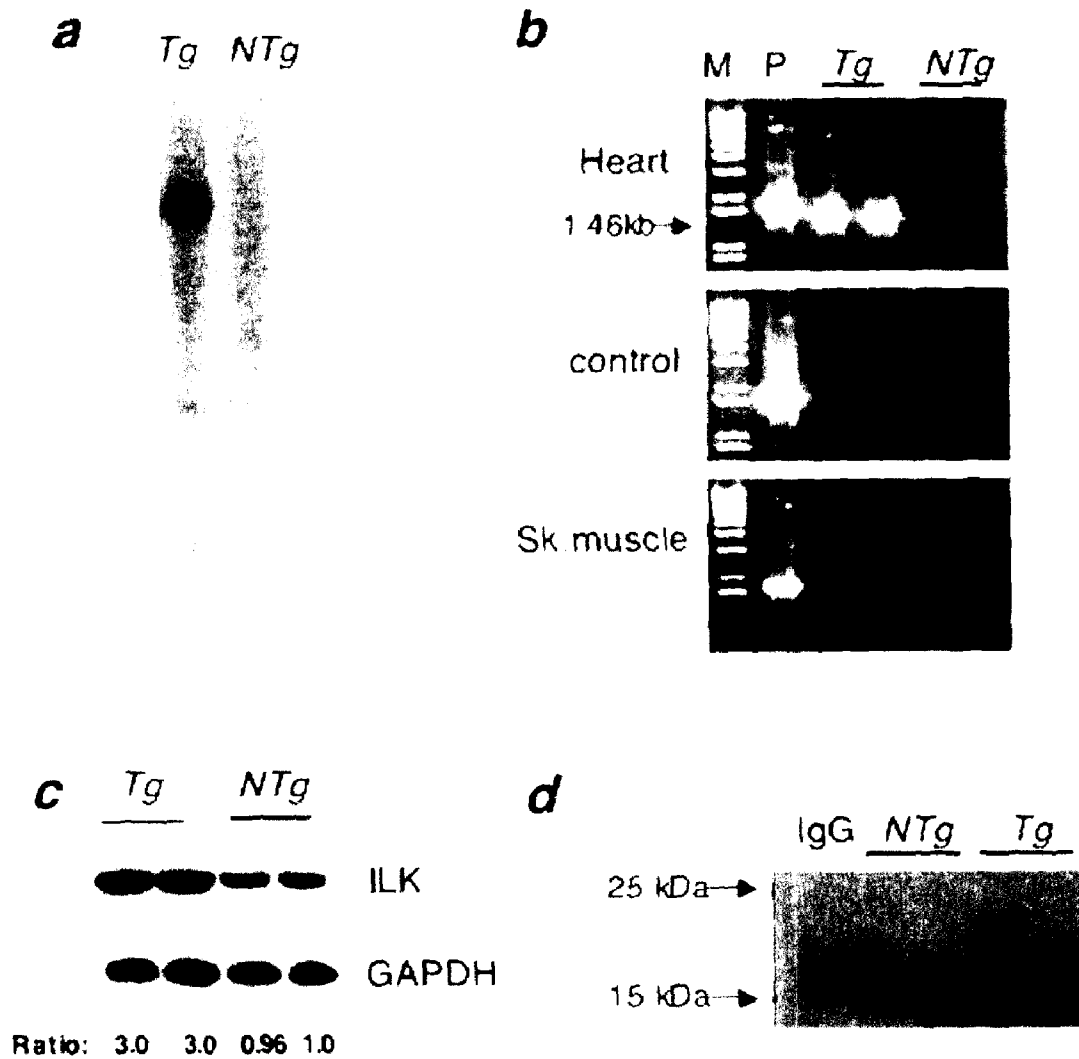 a
Tg NTg
b
M P Tg NTg
Heart
1 46kb
control
Sk. muscle
c
Tg NTg
ILK
GAPDH
Ratio: 3.0 3.0 0.96 1.0
d
IgG NTg Tg
25 kDa
15 kDa